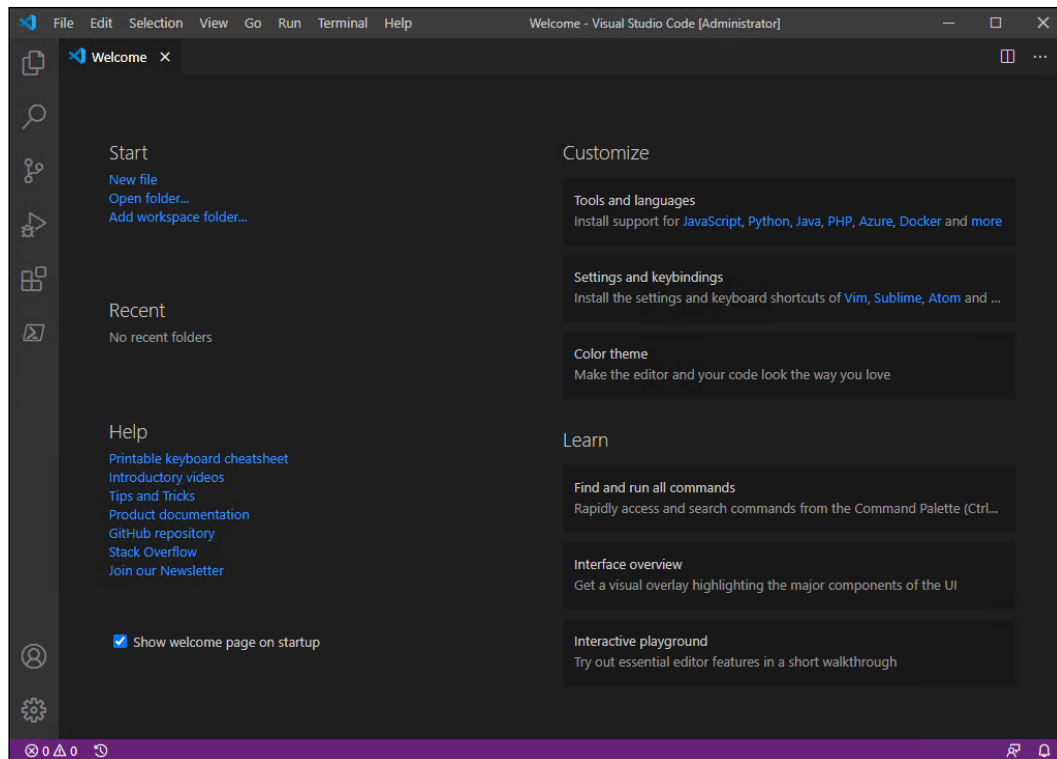 File Edit Selection View Go Run Terminal Help Welcome - Visual Studio Code [Administrator]
Welcome
Start
New file
Open folder...
Add workspace folder...
Recent
No recent folders
Help
Printable keyboard cheatsheet
Introductory videos
Tips and Tricks
Product documentation
GitHub repository
Stack Overflow
Join our Newsletter
Show welcome page on startup
Customize
Tools and languages
Install support for JavaScript, Python, Java, PHP, Azure, Docker and more
Settings and keybindings
Install the settings and keyboard shortcuts of Vim, Sublime, Atom and ...
Color theme
Make the editor and your code look the way you love
Learn
Find and run all commands
Rapidly access and search commands from the Command Palette (Ctrl...
Interface overview
Get a visual overlay highlighting the major components of the UI
Interactive playground
Try out essential editor features in a short walkthrough
0 0